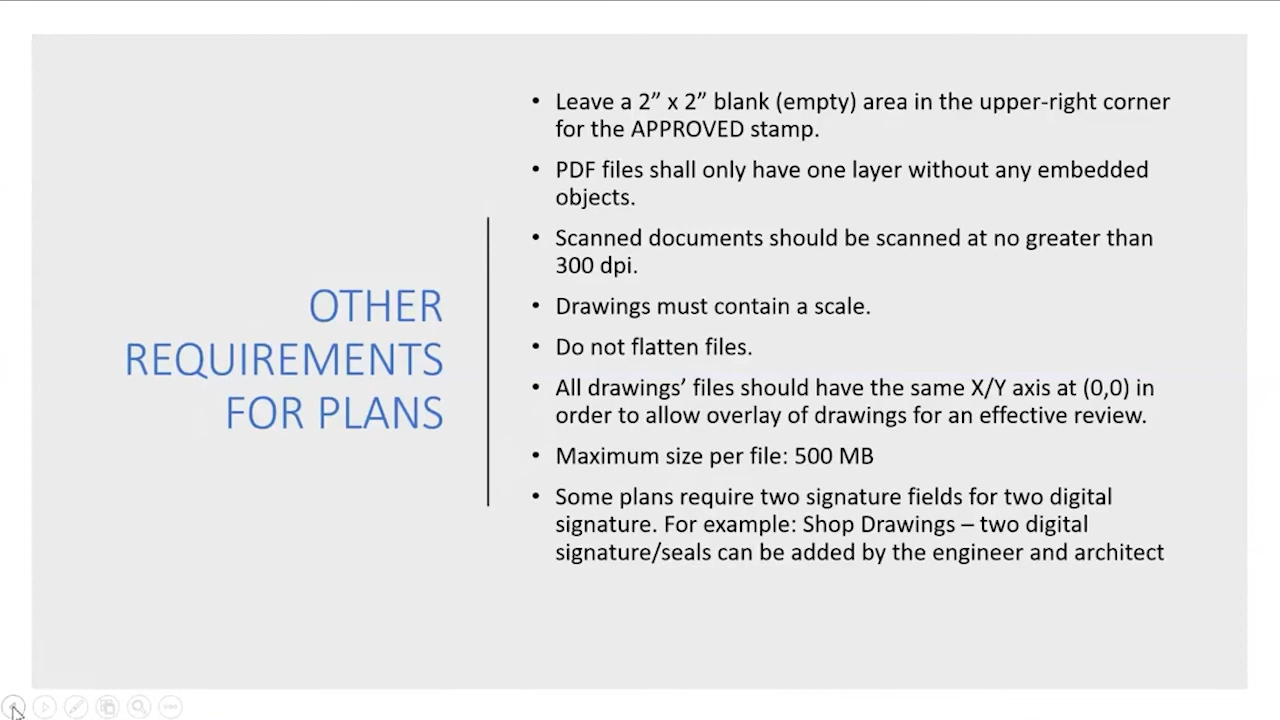 OTHER
REQUIREMENTS
FOR PLANS
• Leave a 2” x 2” blank (empty) area in the upper-right corner
for the APPROVED stamp.
• PDF files shall only have one layer without any embedded
objects.
• Scanned documents should be scanned at no greater than
300 dpi.
• Drawings must contain a scale.
• Do not flatten files.
• All drawings’ files should have the same X/Y axis at (0,0) in
order to allow overlay of drawings for an effective review.
• Maximum size per file: 500 MB
• Some plans require two signature fields for two digital
signature. For example: Shop Drawings – two digital
signature/seals can be added by the engineer and architect